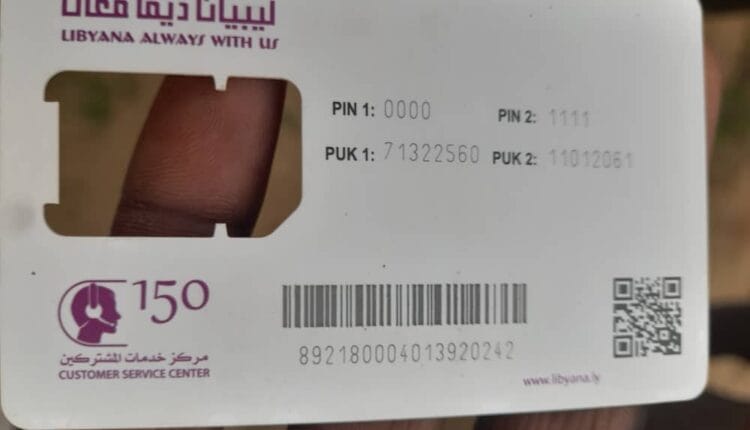 ليبيانا ديما معاك
LIBYANA ALWAYS WITH US
PIN 1: 0000 PIN 2: 1111
PUK 1: 71322560 PUK 2: 11012061
150
892180004013920242
مركز خدمات المشتركين
CUSTOMER SERVICE CENTER
www.libyana.ly